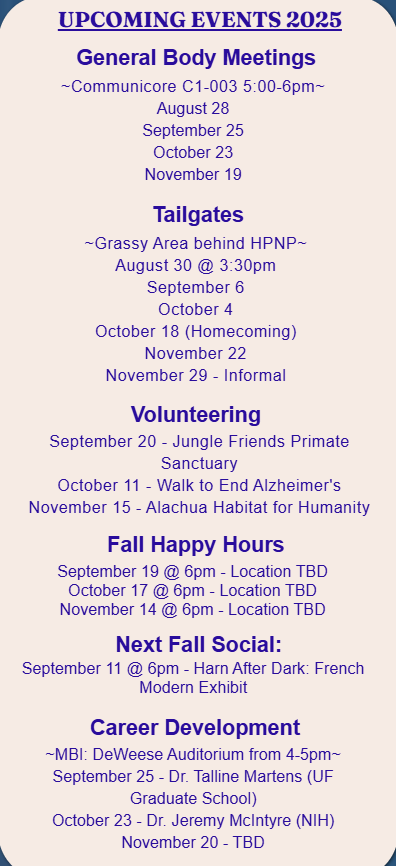 UPCOMING EVENTS 2025
General Body Meetings
~Communicore C1-003 5:00-6pm~
August 28
September 25
October 23
November 19
Tailgates
~Grassy Area behind HPNP~
August 30 @ 3:30pm
September 6
October 4
October 18 (Homecoming)
November 22
November 29 - Informal
Volunteering
September 20 - Jungle Friends Primate
Sanctuary
October 11 - Walk to End Alzheimer's
November 15 - Alachua Habitat for Humanity
Fall Happy Hours
September 19 @ 6pm - Location TBD
October 17 @ 6pm - Location TBD
November 14 @ 6pm - Location TBD
Next Fall Social:
September 11 @ 6pm - Harn After Dark: French
Modern Exhibit
Career Development
~MBI: DeWeese Auditorium from 4-5pm~
September 25 - Dr. Talline Martens (UF
Graduate School)
October 23 - Dr. Jeremy McIntyre (NIH)
November 20 - TBD